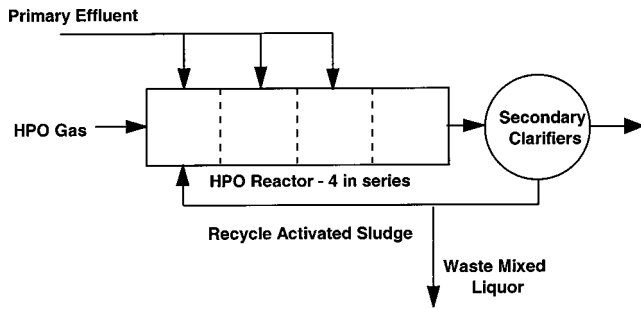 Primary Effluent
HPO Gas
Secondary
Clarifiers
HPO Reactor - 4 in series
Recycle Activated Sludge
Waste Mixed
Liquor